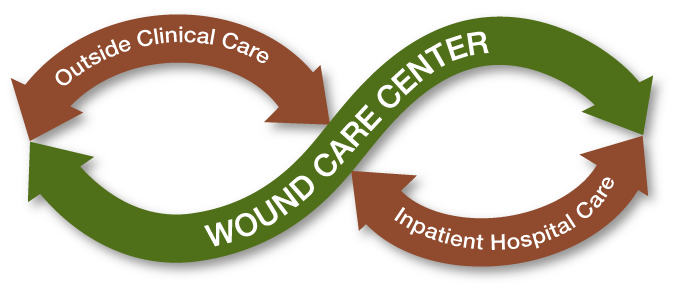 Outside Clinical Care
WOUND CARE CENTER
Inpatient Hospital Care